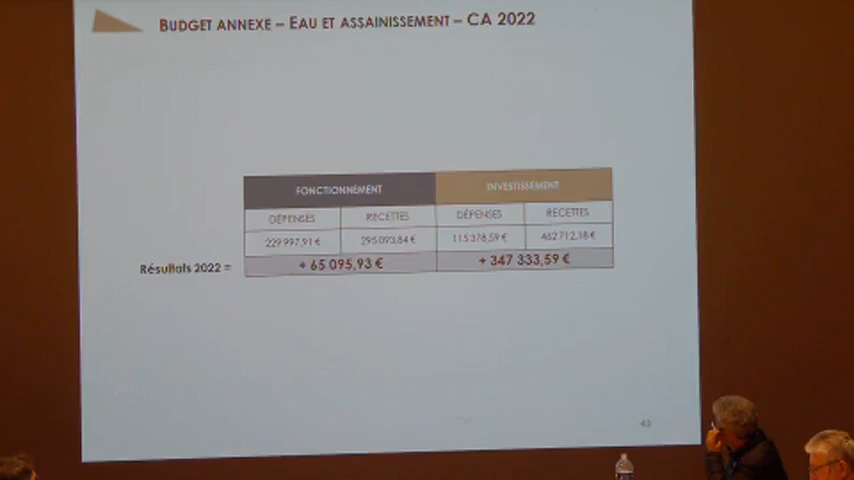 BUDGET ANNEXE – EAU ET ASSAINISSEMENT – CA 2022
FONCTIONNEMENT INVESTISSEMENT
DÉPENSES RECETTES DÉPENSES RECETTES
229 997,91 € 295 093,84 € 115 378,59 € 462 712,18 €
Résultats 2022 = + 65 095,93 € + 347 333,59 €
43